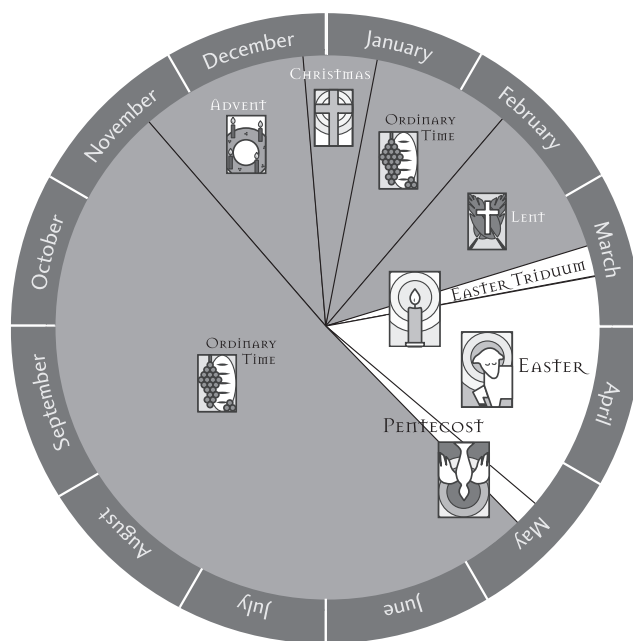 January
February
March
April
May
June
July
August
September
October
November
December
Christmas
Advent
Ordinary
Time
Lent
Easter Triduum
Easter
Pentecost
Ordinary
Time